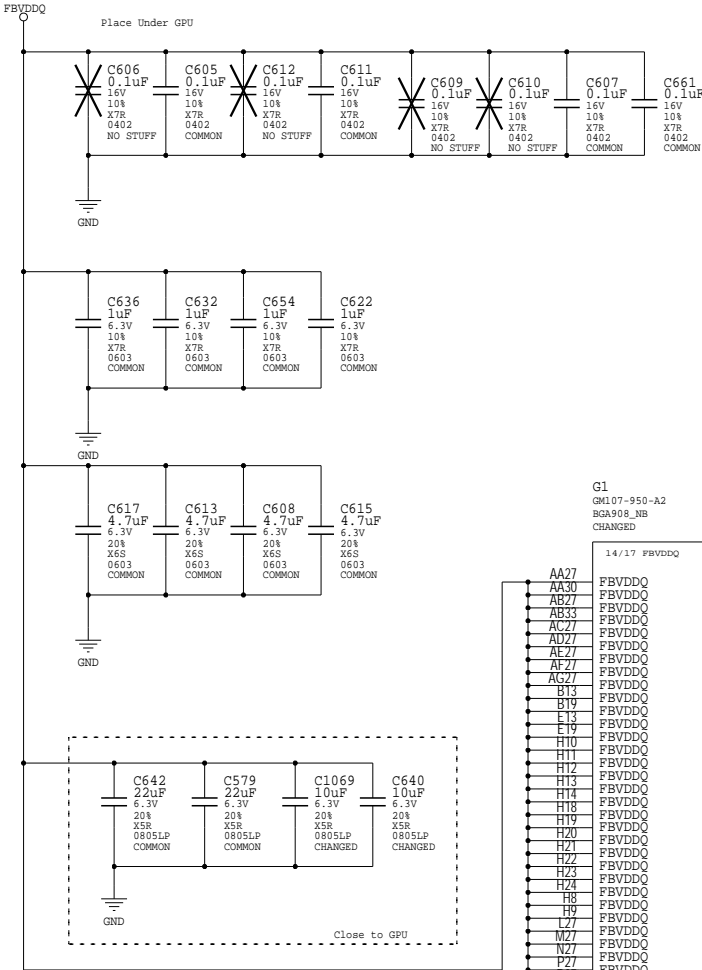 FBVDDQ
Place Under GPU
C606
0.1uF
16V
10%
X7R
0402
NO STUFF
C605
0.1uF
16V
10%
X7R
0402
COMMON
C612
0.1uF
16V
10%
X7R
0402
NO STUFF
C611
0.1uF
16V
10%
X7R
0402
COMMON
C609
0.1uF
16V
10%
X7R
0402
NO STUFF
C610
0.1uF
16V
10%
X7R
0402
NO STUFF
C607
0.1uF
16V
10%
X7R
0402
COMMON
C661
0.1uF
16V
10%
X7R
0402
COMMON
GND
C636
1uF
6.3V
10%
X7R
0603
COMMON
C632
1uF
6.3V
10%
X7R
0603
COMMON
C654
1uF
6.3V
10%
X7R
0603
COMMON
C622
1uF
6.3V
10%
X7R
0603
COMMON
GND
C617
4.7uF
6.3V
20%
X6S
0603
COMMON
C613
4.7uF
6.3V
20%
X6S
0603
COMMON
C608
4.7uF
6.3V
20%
X6S
0603
COMMON
C615
4.7uF
6.3V
20%
X6S
0603
COMMON
GND
C642
22uF
6.3V
20%
X5R
0805LP
COMMON
C579
22uF
6.3V
20%
X5R
0805LP
COMMON
C1069
10uF
6.3V
20%
X5R
0805LP
CHANGED
C640
10uF
6.3V
20%
X5R
0805LP
CHANGED
GND
Close to GPU
G1
GM107-950-A2
BGA908_NB
CHANGED
14/17 FBVDDQ
AA27 FBVDDQ
AA30 FBVDDQ
AB27 FBVDDQ
AB33 FBVDDQ
AC27 FBVDDQ
AD27 FBVDDQ
AE27 FBVDDQ
AF27 FBVDDQ
AG27 FBVDDQ
B13 FBVDDQ
B19 FBVDDQ
E13 FBVDDQ
E19 FBVDDQ
H10 FBVDDQ
H11 FBVDDQ
H12 FBVDDQ
H13 FBVDDQ
H14 FBVDDQ
H18 FBVDDQ
H19 FBVDDQ
H20 FBVDDQ
H21 FBVDDQ
H22 FBVDDQ
H23 FBVDDQ
H24 FBVDDQ
H8 FBVDDQ
H9 FBVDDQ
L27 FBVDDQ
M27 FBVDDQ
N27 FBVDDQ
P27 FBVDDQ